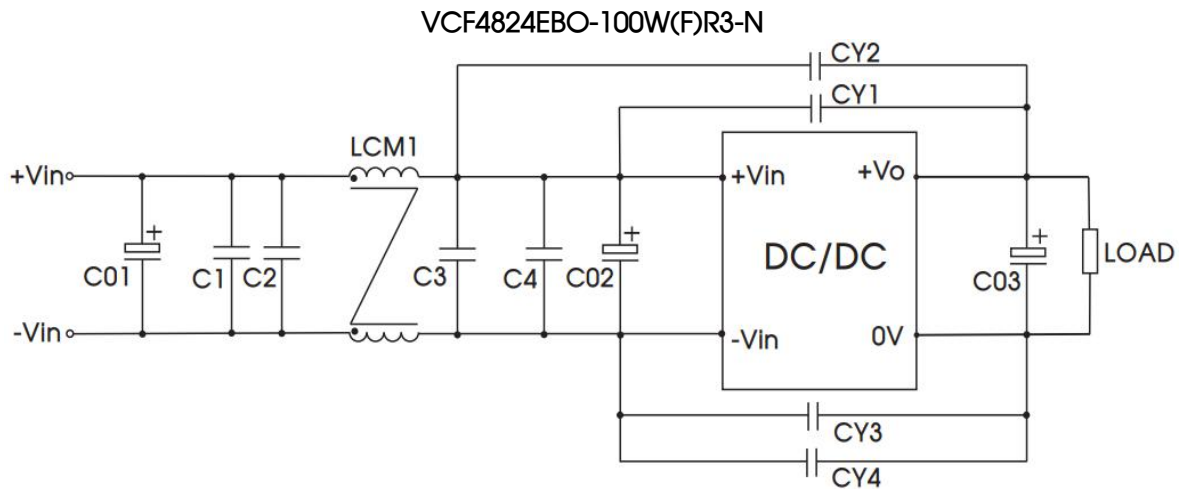 VCF4824EBO-100W(F)R3-N
CY2
CY1
LCM1
+Vin
+Vin
+Vo
+
+
+
C01
C1
C2
C3
C4
C02
DC/DC
C03
LOAD
-Vin
-Vin
0V
CY3
CY4